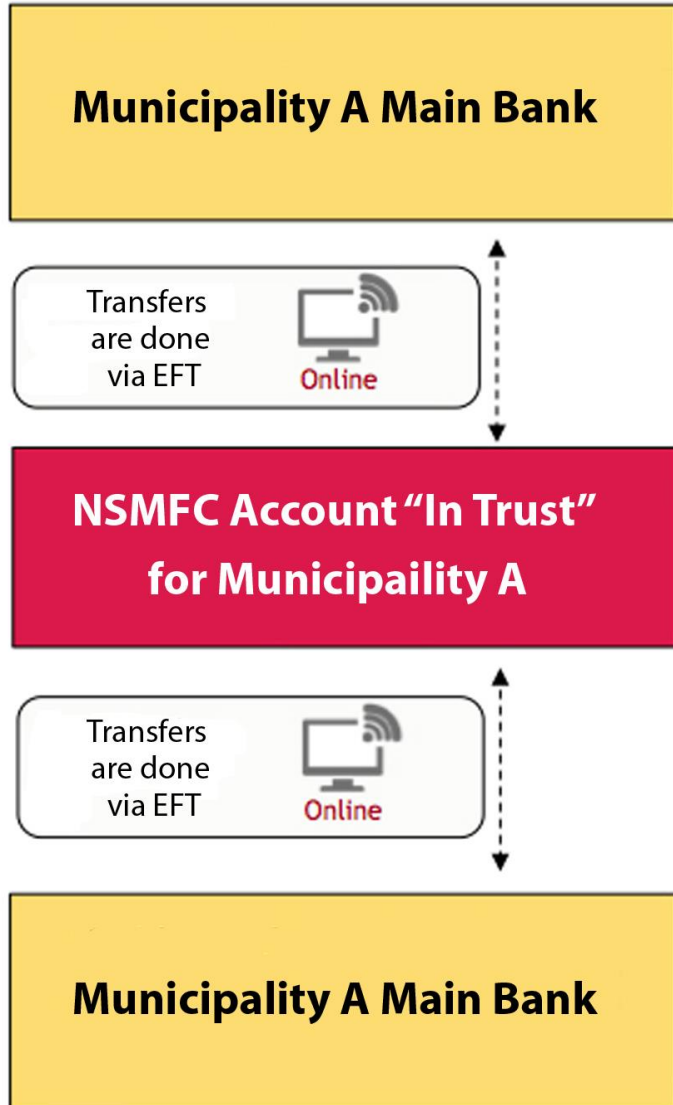 Municipality A Main Bank
Transfers
are done
via EFT
Online
NSMFC Account “In Trust”
for Municipaility A
Transfers
are done
via EFT
Online
Municipality A Main Bank